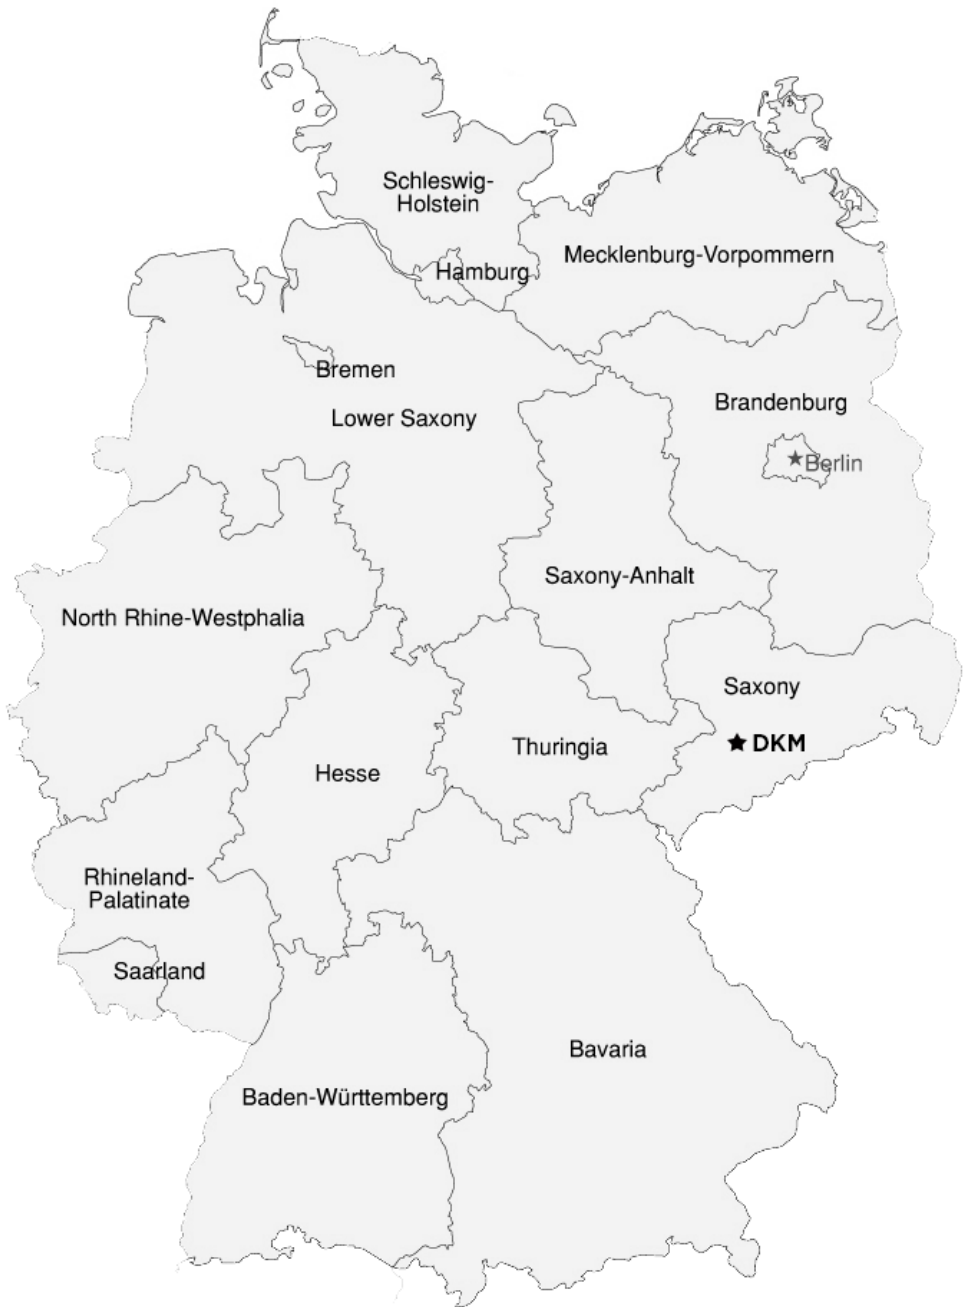 Schleswig-
Holstein
Mecklenburg-Vorpommern
Hamburg
Bremen
Lower Saxony
Brandenburg
Berlin
Saxony-Anhalt
North Rhine-Westphalia
Saxony
DKM
Thuringia
Hesse
Rhineland-
Palatinate
Saarland
Bavaria
Baden-Württemberg